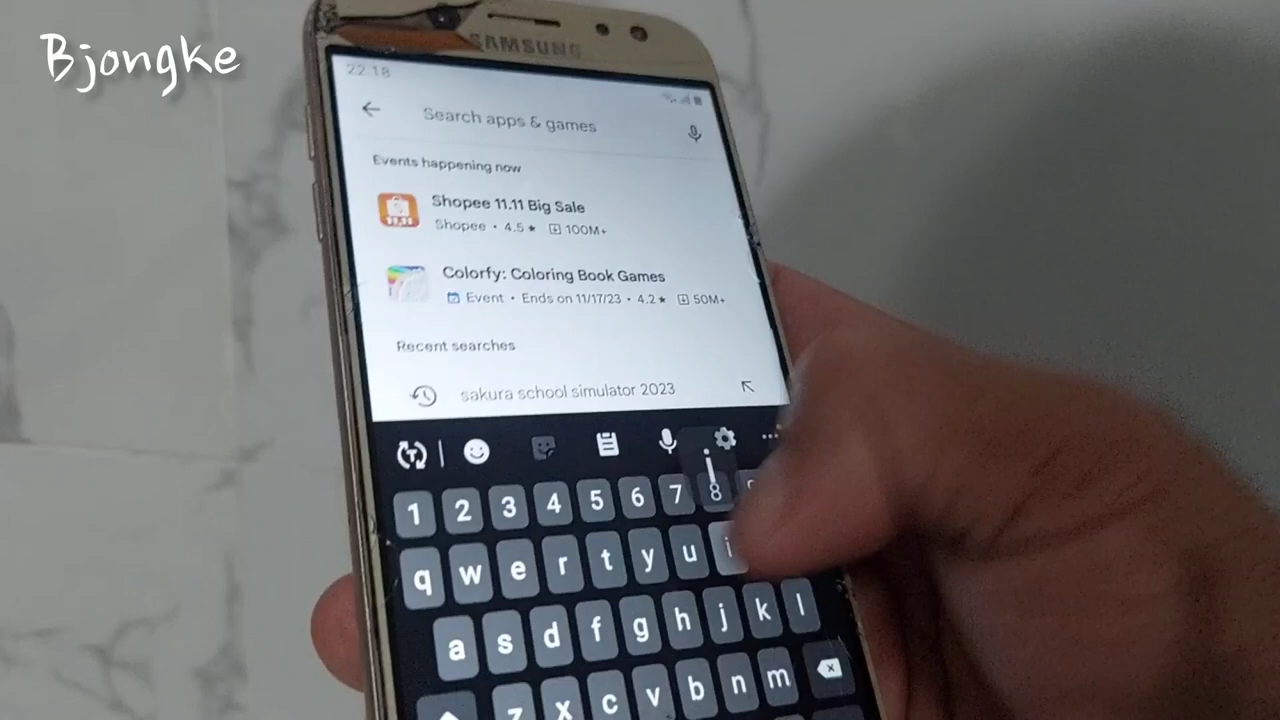 Bjongke
SAMSUNG
22.18
Search apps & games
Events happening now
Shopee 11.11 Big Sale
Shopee • 4.5 ★ 100M+
Colorfy: Coloring Book Games
Event • Ends on 11/17/23 • 4.2 ★ 50M+
Recent searches
sakura school simulator 2023
T
i
1 2 3 4 5 6 7 8
q w e r t y u i
a s d f g h j k l
z x c v b n m